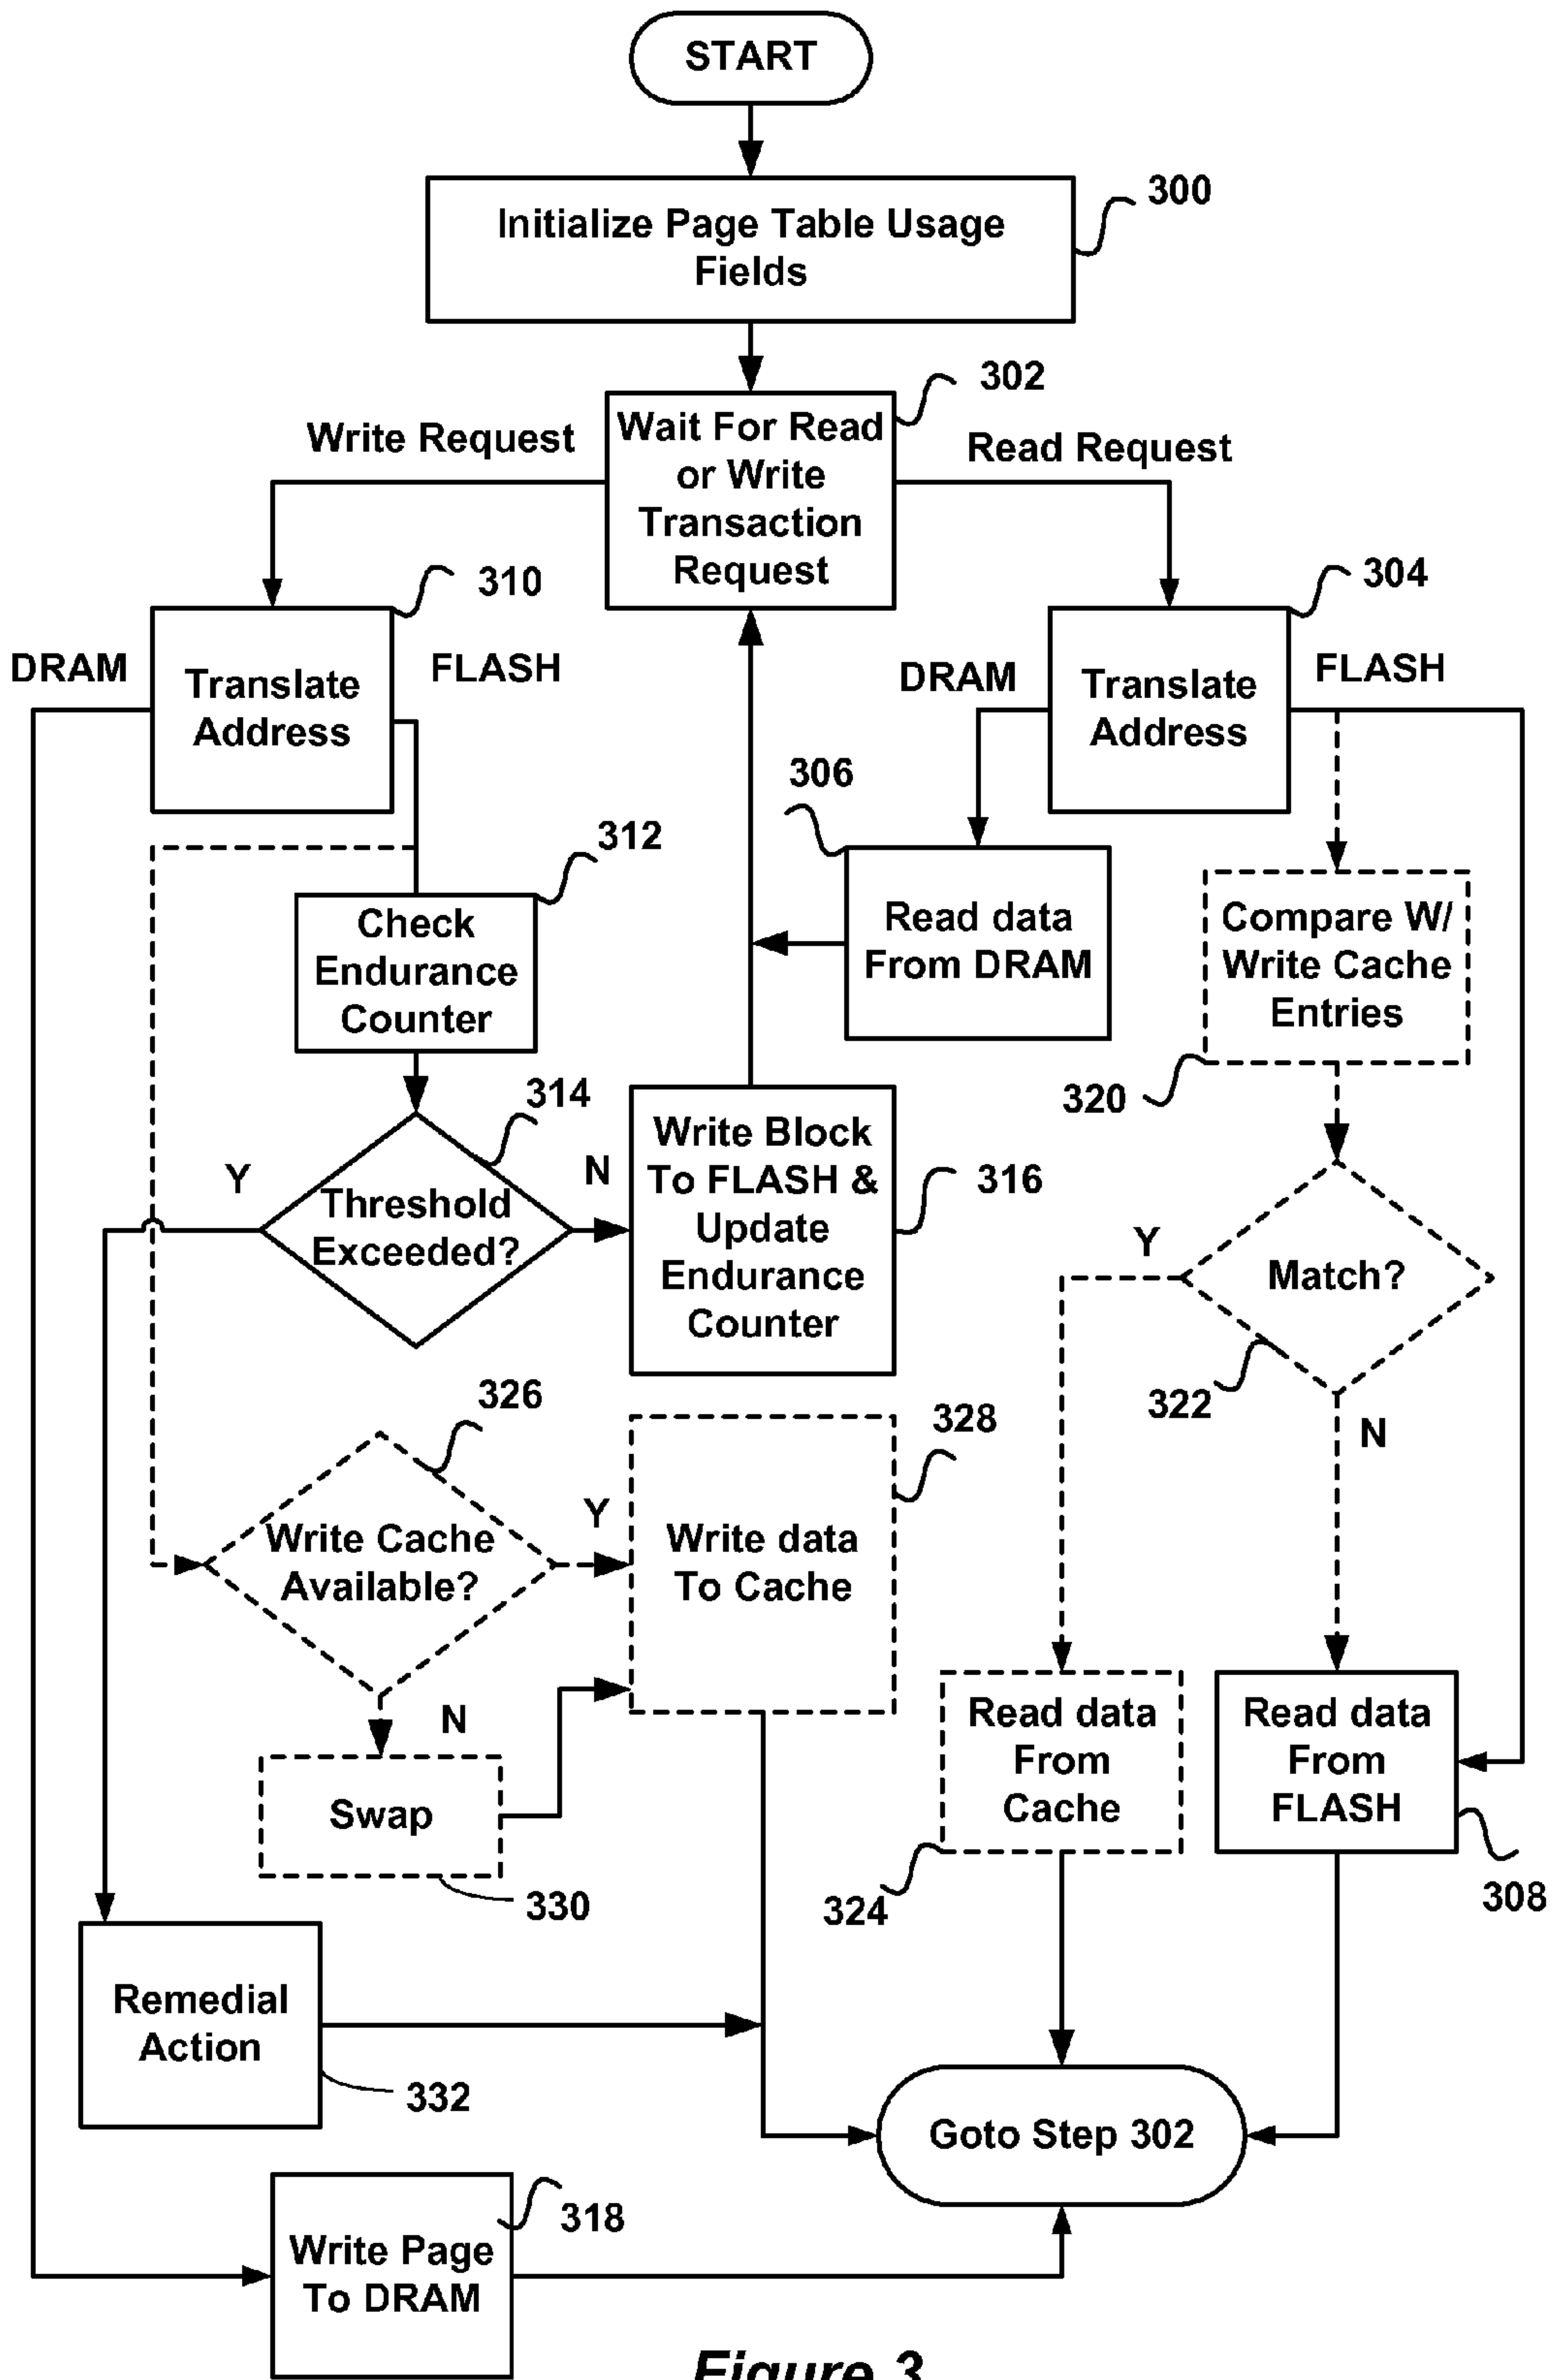 START
300
Initialize Page Table Usage
Fields
302
Write Request
Wait For Read
or Write
Transaction
Request
Read Request
310
304
DRAM
FLASH
Translate
Address
DRAM
FLASH
Translate
Address
306
312
Check
Endurance
Counter
Read data
From DRAM
Compare W/
Write Cache
Entries
320
314
Y
N
Threshold
Exceeded?
Write Block
To FLASH &
Update
Endurance
Counter
316
Y
Match?
322
N
326
328
Write Cache
Available?
Y
Write data
To Cache
N
Swap
330
Read data
From
Cache
324
Read data
From
FLASH
308
Remedial
Action
332
Goto Step 302
318
Write Page
To DRAM
Figure 3